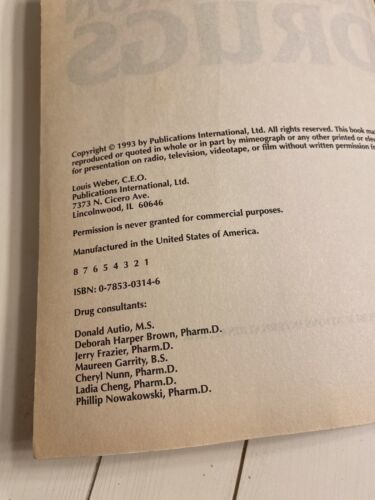 DRUGS
Copyright © 1993 by Publications International, Ltd. All rights reserved. This book
reproduced or quoted in whole or in part by mimeograph or any other printed or
for presentation on radio, television, videotape, or film without written permission
Louis Weber, C.E.O.
Publications International, Ltd.
7373 N. Cicero Ave.
Lincolnwood, IL 60646
Permission is never granted for commercial purposes.
Manufactured in the United States of America.
8 7 6 5 4 3 2 1
ISBN: 0-7853-0314-6
Drug consultants:
Donald Autio, M.S.
Deborah Harper Brown, Pharm.D.
Jerry Frazier, Pharm.D.
Maureen Garrity, B.S.
Cheryl Nunn, Pharm.D.
Ladia Cheng, Pharm.D.
Phillip Nowakowski, Pharm.D.